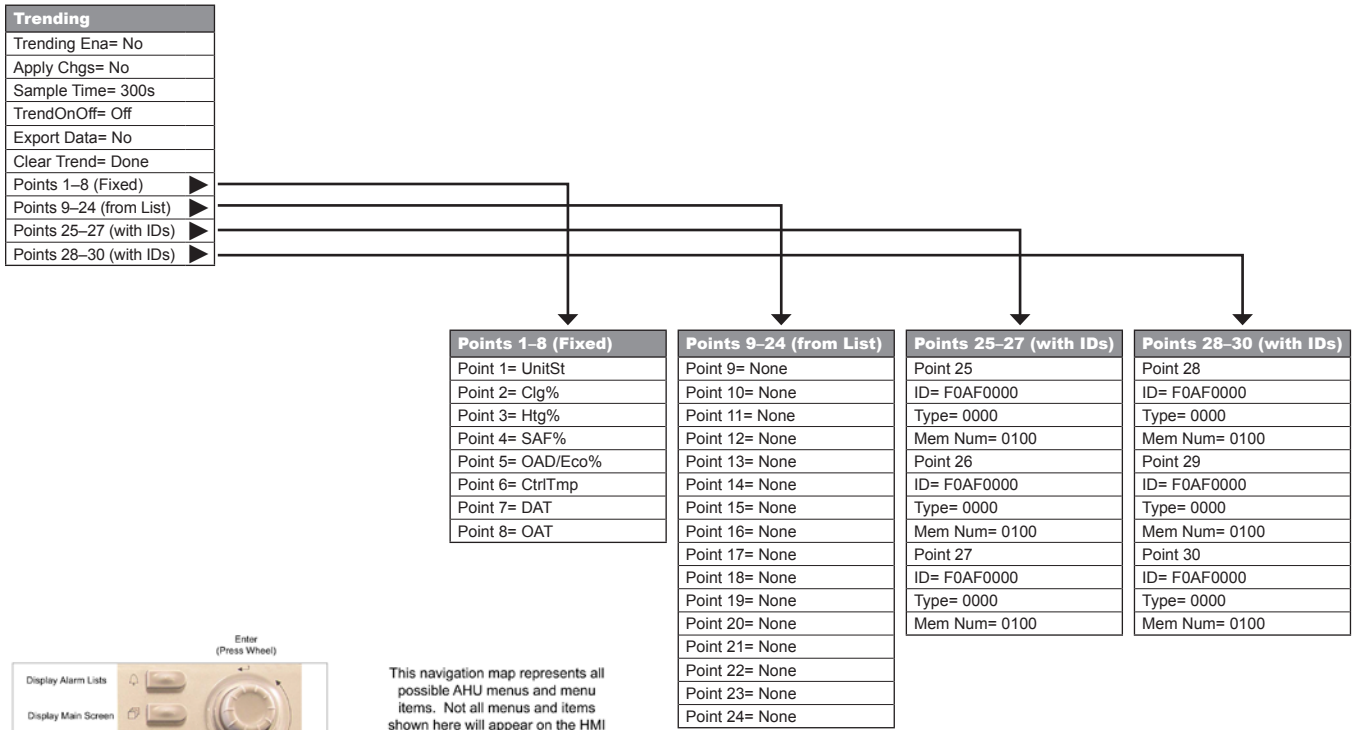 Trending
Trending Ena= No
Apply Chgs= No
Sample Time= 300s
TrendOnOff= Off
Export Data= No
Clear Trend= Done
Points 1–8 (Fixed)
Points 9–24 (from List)
Points 25–27 (with IDs)
Points 28–30 (with IDs)
Points 1–8 (Fixed)
Point 1= UnitSt
Point 2= Clg%
Point 3= Htg%
Point 4= SAF%
Point 5= OAD/Eco%
Point 6= CtrlTmp
Point 7= DAT
Point 8= OAT
Points 9–24 (from List)
Point 9= None
Point 10= None
Point 11= None
Point 12= None
Point 13= None
Point 14= None
Point 15= None
Point 16= None
Point 17= None
Point 18= None
Point 19= None
Point 20= None
Point 21= None
Point 22= None
Point 23= None
Point 24= None
Points 25–27 (with IDs)
Point 25
ID= F0AF0000
Type= 0000
Mem Num= 0100
Point 26
ID= F0AF0000
Type= 0000
Mem Num= 0100
Point 27
ID= F0AF0000
Type= 0000
Mem Num= 0100
Points 28–30 (with IDs)
Point 28
ID= F0AF0000
Type= 0000
Mem Num= 0100
Point 29
ID= F0AF0000
Type= 0000
Mem Num= 0100
Point 30
ID= F0AF0000
Type= 0000
Mem Num= 0100
Enter
(Press Wheel)
Display Alarm Lists
Display Main Screen
This navigation map represents all
possible AHU menus and menu
items. Not all menus and items
shown here will appear on the HMI